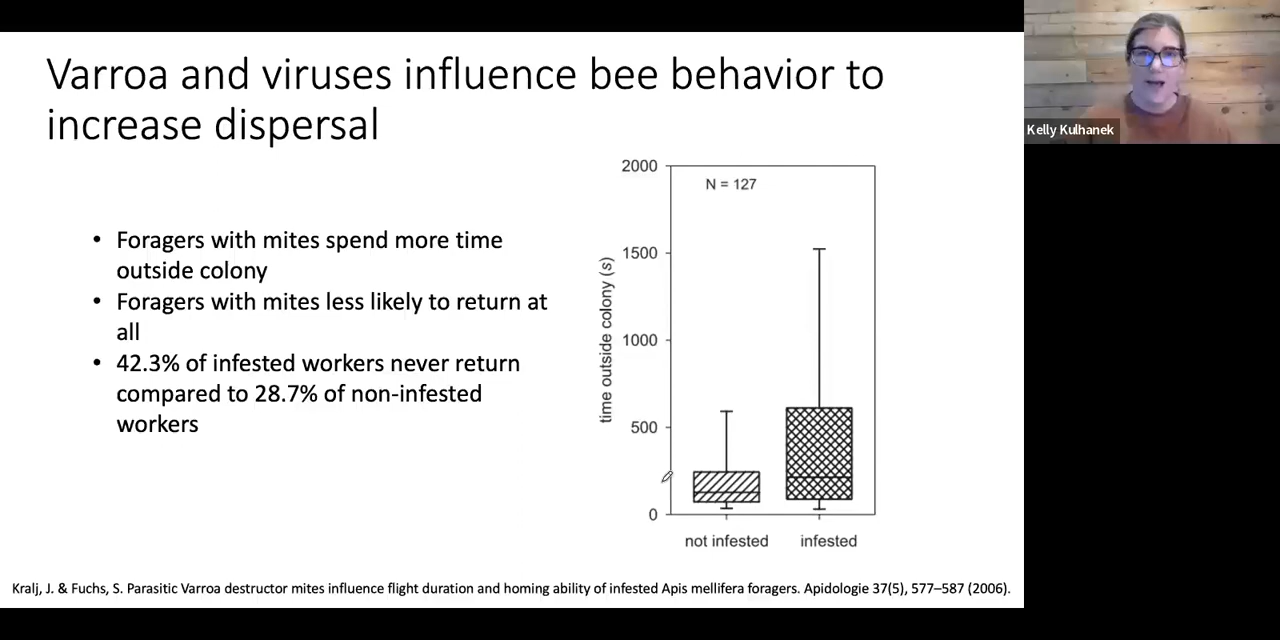 Varroa and viruses influence bee behavior to
increase dispersal
Kelly Kulhanek
• Foragers with mites spend more time
outside colony
• Foragers with mites less likely to return at
all
• 42.3% of infested workers never return
compared to 28.7% of non-infested
workers
N = 127
time outside colony (s)
2000
1500
1000
500
0
not infested
infested
Kralj, J. & Fuchs, S. Parasitic Varroa destructor mites influence flight duration and homing ability of infested Apis mellifera foragers. Apidologie 37(5), 577–587 (2006).